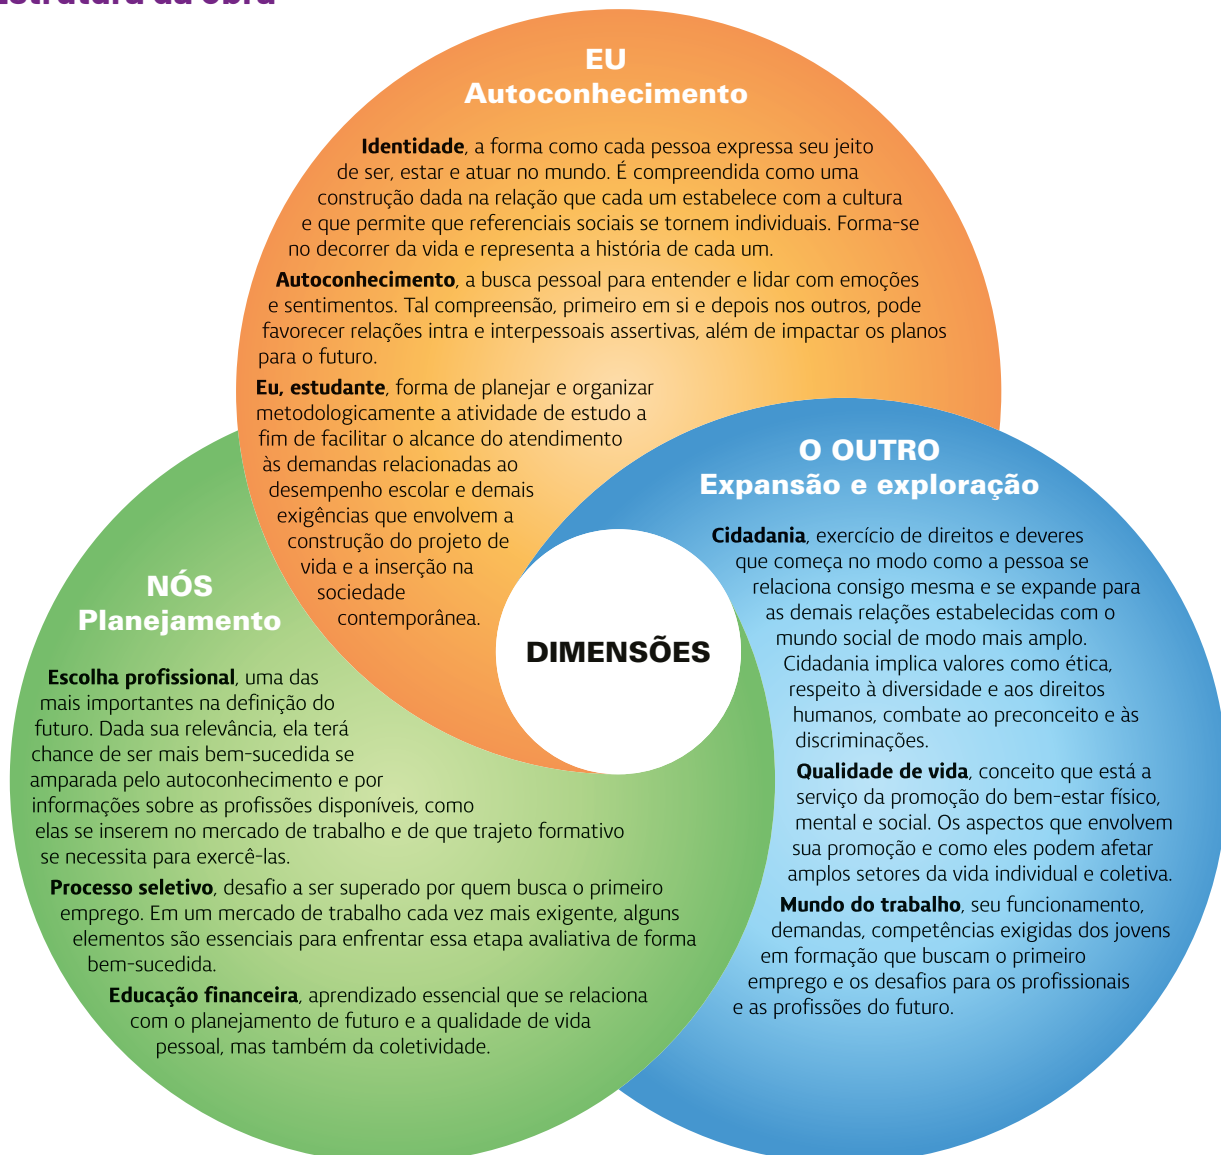 Estrutura da obra
EU
Autoconhecimento
Identidade, a forma como cada pessoa expressa seu jeito
de ser, estar e atuar no mundo. É compreendida como uma
construção dada na relação que cada um estabelece com a cultura
e que permite que referenciais sociais se tornem individuais. Forma-se
no decorrer da vida e representa a história de cada um.
Autoconhecimento, a busca pessoal para entender e lidar com emoções
e sentimentos. Tal compreensão, primeiro em si e depois nos outros, pode
favorecer relações intra e interpessoais assertivas, além de impactar os planos
para o futuro.
Eu, estudante, forma de planejar e organizar
metodologicamente a atividade de estudo a
fim de facilitar o alcance do atendimento
às demandas relacionadas ao
desempenho escolar e demais
exigências que envolvem a
construção do projeto de
vida e a inserção na
sociedade
contemporânea.
O OUTRO
Expansão e exploração
Cidadania, exercício de direitos e deveres
que começa no modo como a pessoa se
relaciona consigo mesma e se expande para
as demais relações estabelecidas com o
mundo social de modo mais amplo.
Cidadania implica valores como ética,
respeito à diversidade e aos direitos
humanos, combate ao preconceito e às
discriminações.
Qualidade de vida, conceito que está a
serviço da promoção do bem-estar físico,
mental e social. Os aspectos que envolvem
sua promoção e como eles podem afetar
amplos setores da vida individual e coletiva.
Mundo do trabalho, seu funcionamento,
demandas, competências exigidas dos jovens
em formação que buscam o primeiro
emprego e os desafios para os profissionais
e as profissões do futuro.
DIMENSÕES
NÓS
Planejamento
Escolha profissional, uma das
mais importantes na definição do
futuro. Dada sua relevância, ela terá
chance de ser mais bem-sucedida se
amparada pelo autoconhecimento e por
informações sobre as profissões disponíveis, como
elas se inserem no mercado de trabalho e de que trajeto formativo
se necessita para exercê-las.
Processo seletivo, desafio a ser superado por quem busca o primeiro
emprego. Em um mercado de trabalho cada vez mais exigente, alguns
elementos são essenciais para enfrentar essa etapa avaliativa de forma
bem-sucedida.
Educação financeira, aprendizado essencial que se relaciona
com o planejamento de futuro e a qualidade de vida
pessoal, mas também da coletividade.